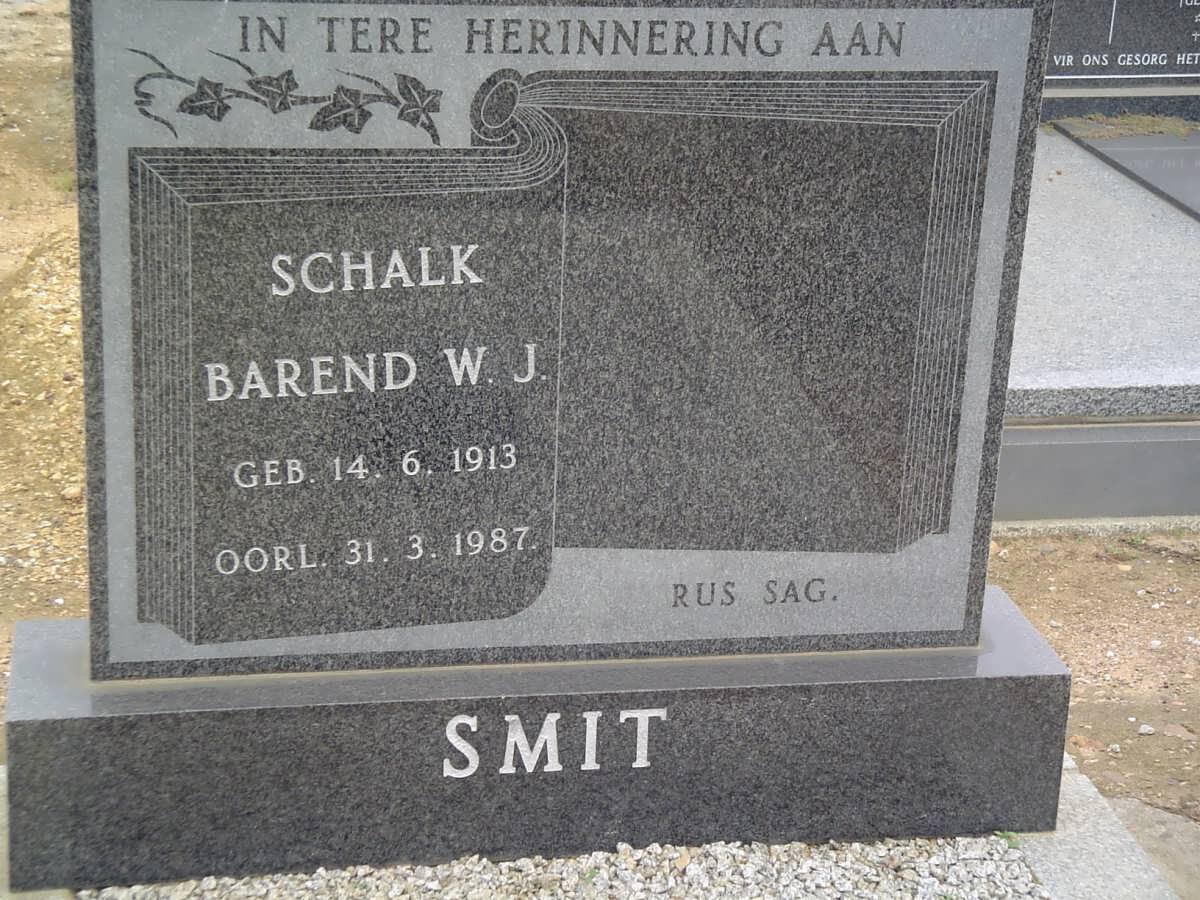 IN TERE HERINNERING AAN
SCHALK
BAREND W. J.
GEB. 14. 6. 1913
OORL. 31. 3. 1987.
RUS SAG.
SMIT
VIR ONS GESORG HET